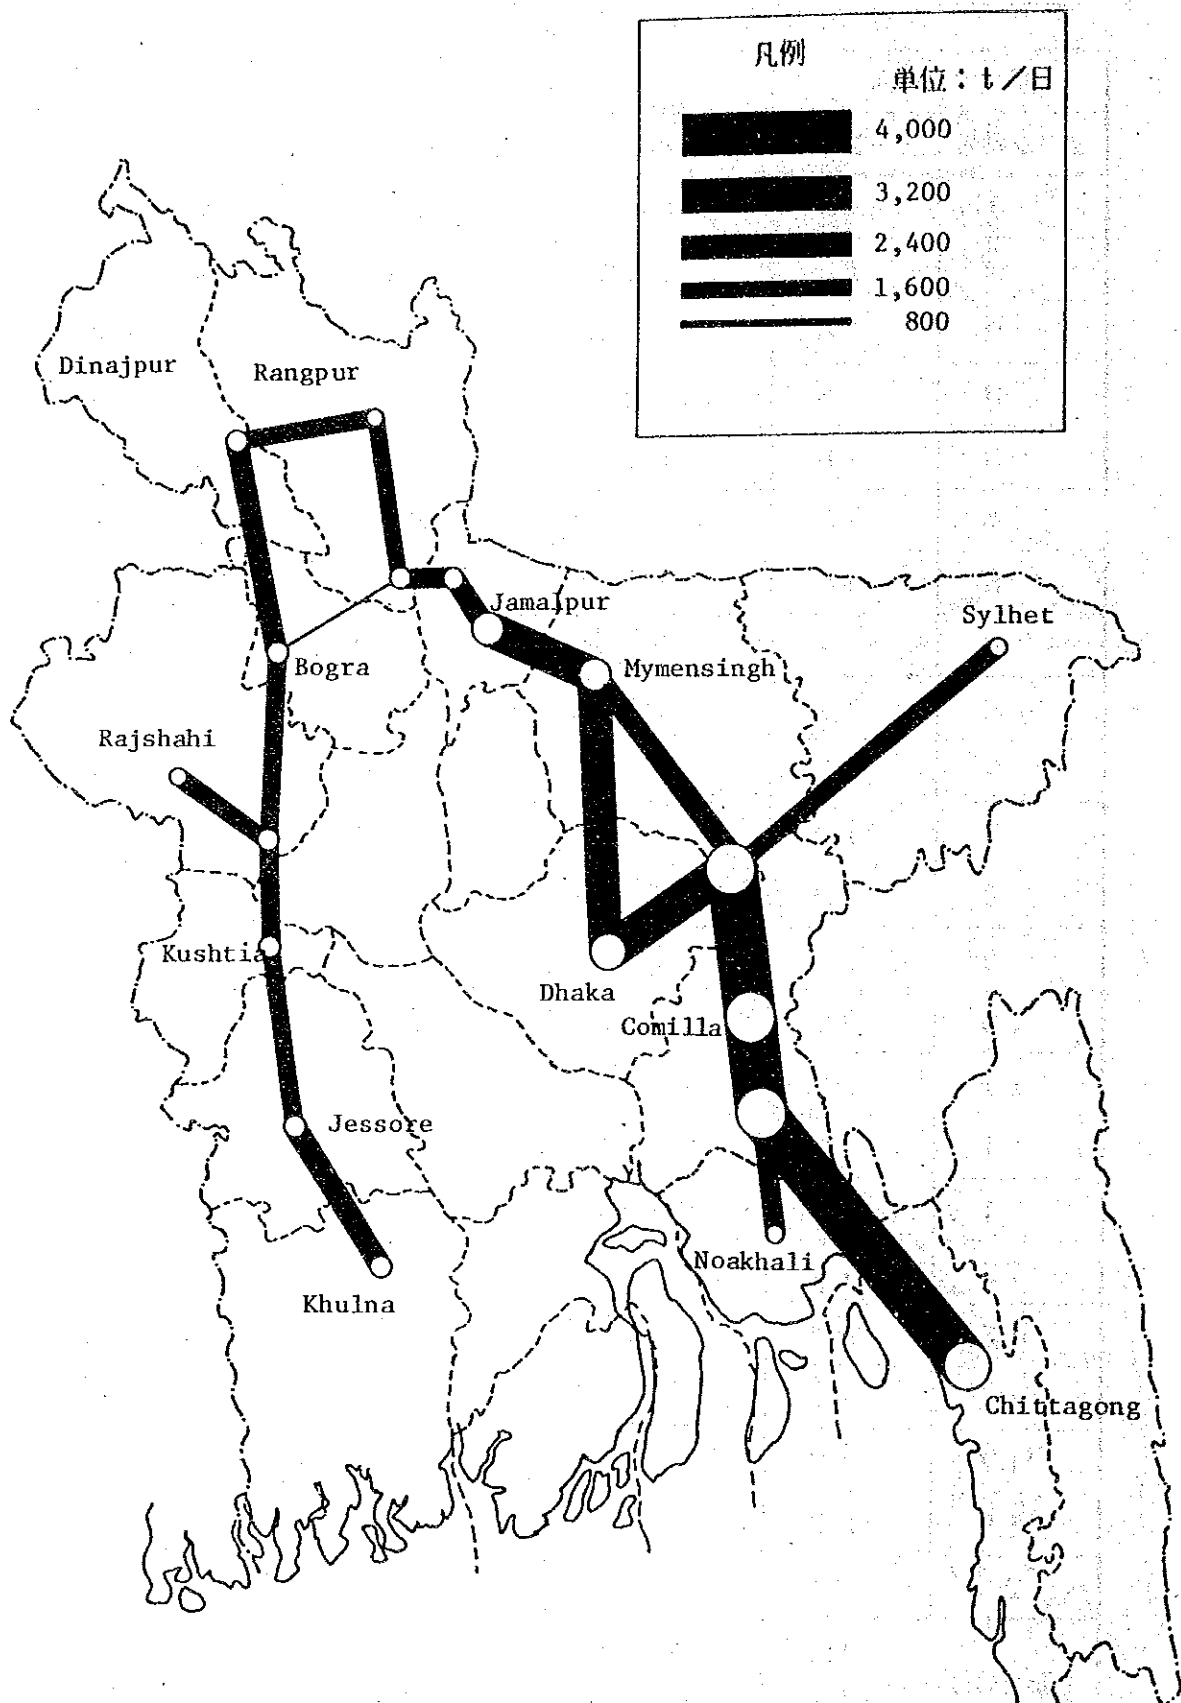 凡例
単位：t／日
4,000
3,200
2,400
1,600
800
Dinajpur
Rangpur
Jamalpur
Sylhet
Bogra
Mymensingh
Rajshahi
Kushtia
Dhaka
Comilla
Jessore
Noakhali
Khulna
Chittagong